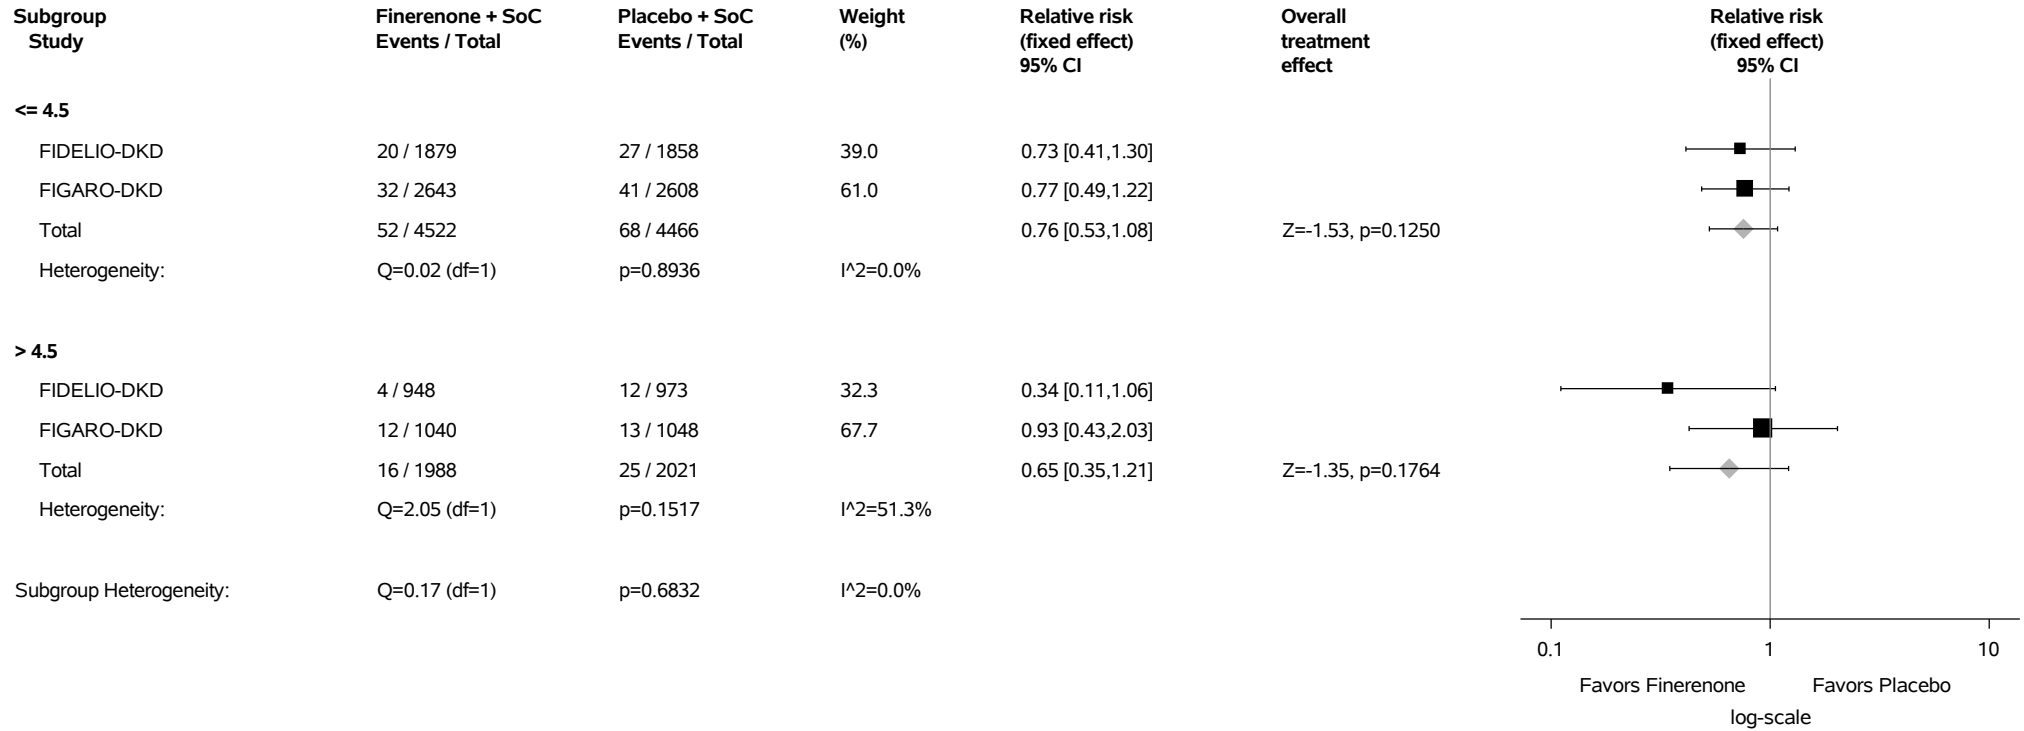 Subgroup Finerenone + SoC Placebo + SoC Weight Relative risk Overall Relative risk
Study Events / Total Events / Total (%) (fixed effect) treatment (fixed effect)
95% CI effect 95% CI
<= 4.5
FIDELIO-DKD 20 / 1879 27 / 1858 39.0 0.73 [0.41,1.30]
FIGARO-DKD 32 / 2643 41 / 2608 61.0 0.77 [0.49,1.22]
Total 52 / 4522 68 / 4466 0.76 [0.53,1.08] Z=-1.53, p=0.1250
Heterogeneity: Q=0.02 (df=1) p=0.8936 I^2=0.0%
> 4.5
FIDELIO-DKD 4 / 948 12 / 973 32.3 0.34 [0.11,1.06]
FIGARO-DKD 12 / 1040 13 / 1048 67.7 0.93 [0.43,2.03]
Total 16 / 1988 25 / 2021 0.65 [0.35,1.21] Z=-1.35, p=0.1764
Heterogeneity: Q=2.05 (df=1) p=0.1517 I^2=51.3%
Subgroup Heterogeneity: Q=0.17 (df=1) p=0.6832 I^2=0.0%
0.1 1 10
Favors Finerenone Favors Placebo
log-scale